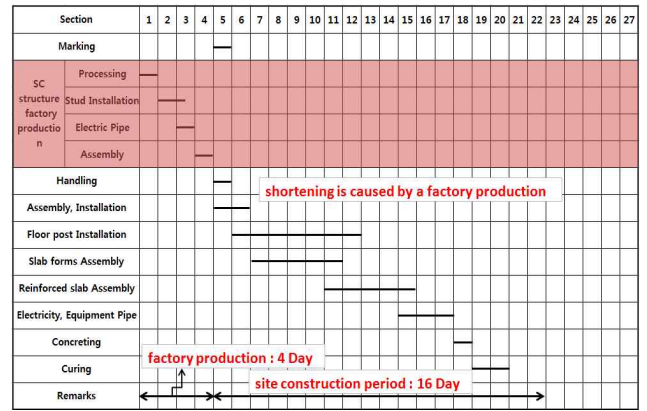 Section 1 2 3 4 5 6 7 8 9 10 11 12 13 14 15 16 17 18 19 20 21 22 23 24 25 26 27
Marking
SC
structure
factory
productio
n
Processing
Stud Installation
Electric Pipe
Assembly
Handling
shortening is caused by a factory production
Assembly, Installation
Floor post Installation
Slab forms Assembly
Reinforced slab Assembly
Electricity, Equipment Pipe
Concreting
factory production : 4 Day
Curing
site construction period : 16 Day
Remarks